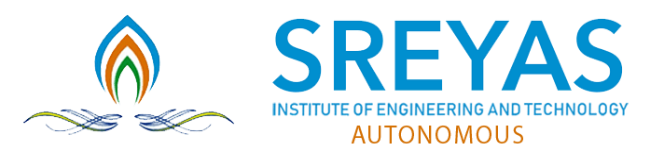 SREYAS
INSTITUTE OF ENGINEERING AND TECHNOLOGY
AUTONOMOUS